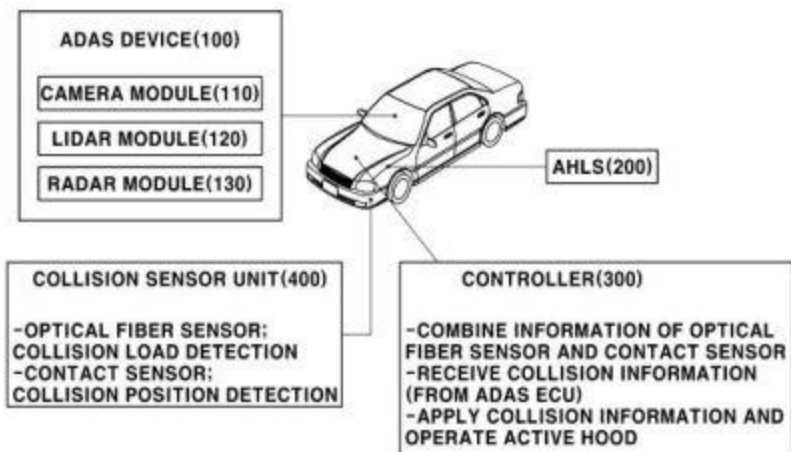 ADAS DEVICE(100)
CAMERA MODULE(110)
LIDAR MODULE(120)
RADAR MODULE(130)
AHLS(200)
COLLISION SENSOR UNIT(400)
-OPTICAL FIBER SENSOR;
COLLISION LOAD DETECTION
-CONTACT SENSOR;
COLLISION POSITION DETECTION
CONTROLLER(300)
-COMBINE INFORMATION OF OPTICAL
FIBER SENSOR AND CONTACT SENSOR
-RECEIVE COLLISION INFORMATION
(FROM ADAS ECU)
-APPLY COLLISION INFORMATION AND
OPERATE ACTIVE HOOD